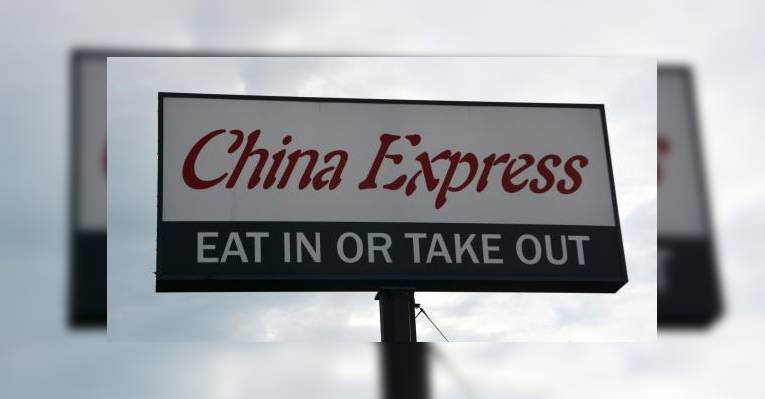 China Express
EAT IN OR TAKE OUT